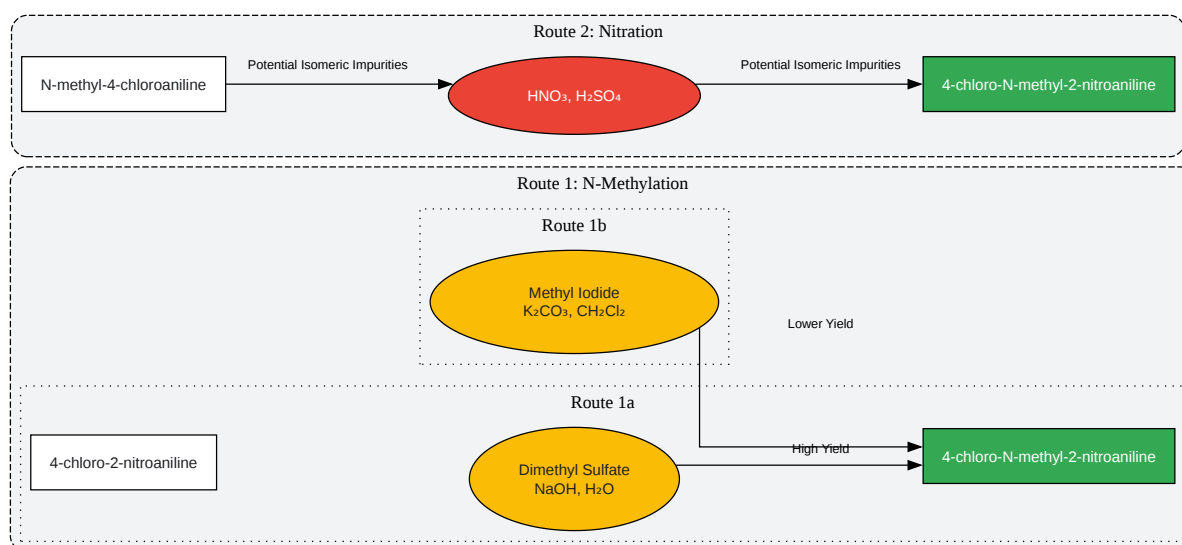 Route 2: Nitration
N-methyl-4-chloroaniline
Potential Isomeric Impurities
HNO₃, H₂SO₄
Potential Isomeric Impurities
4-chloro-N-methyl-2-nitroaniline
Route 1: N-Methylation
Route 1b
Methyl Iodide
K₂CO₃, CH₂Cl₂
Lower Yield
Route 1a
4-chloro-2-nitroaniline
Dimethyl Sulfate
NaOH, H₂O
High Yield
4-chloro-N-methyl-2-nitroaniline